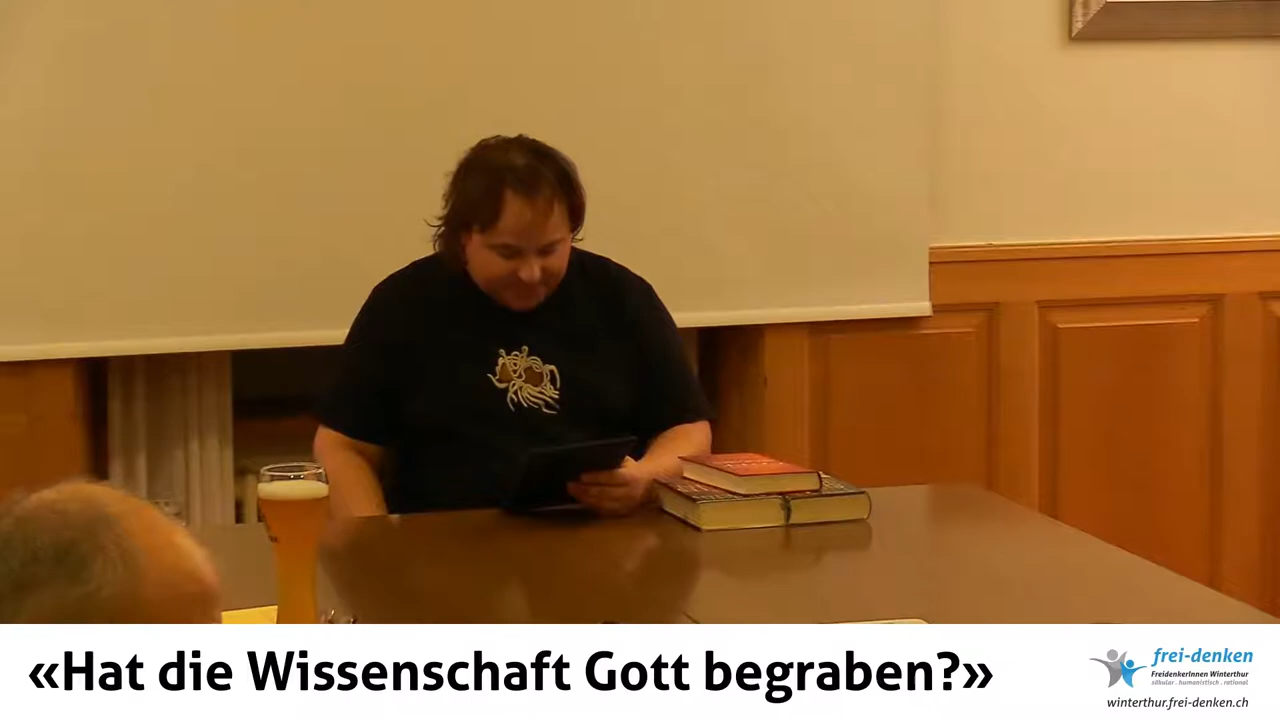 «Hat die Wissenschaft Gott begraben?»
frei-denken
FreidenkerInnen Winterthur
säkular . humanistisch . rational
winterthur.frei-denken.ch